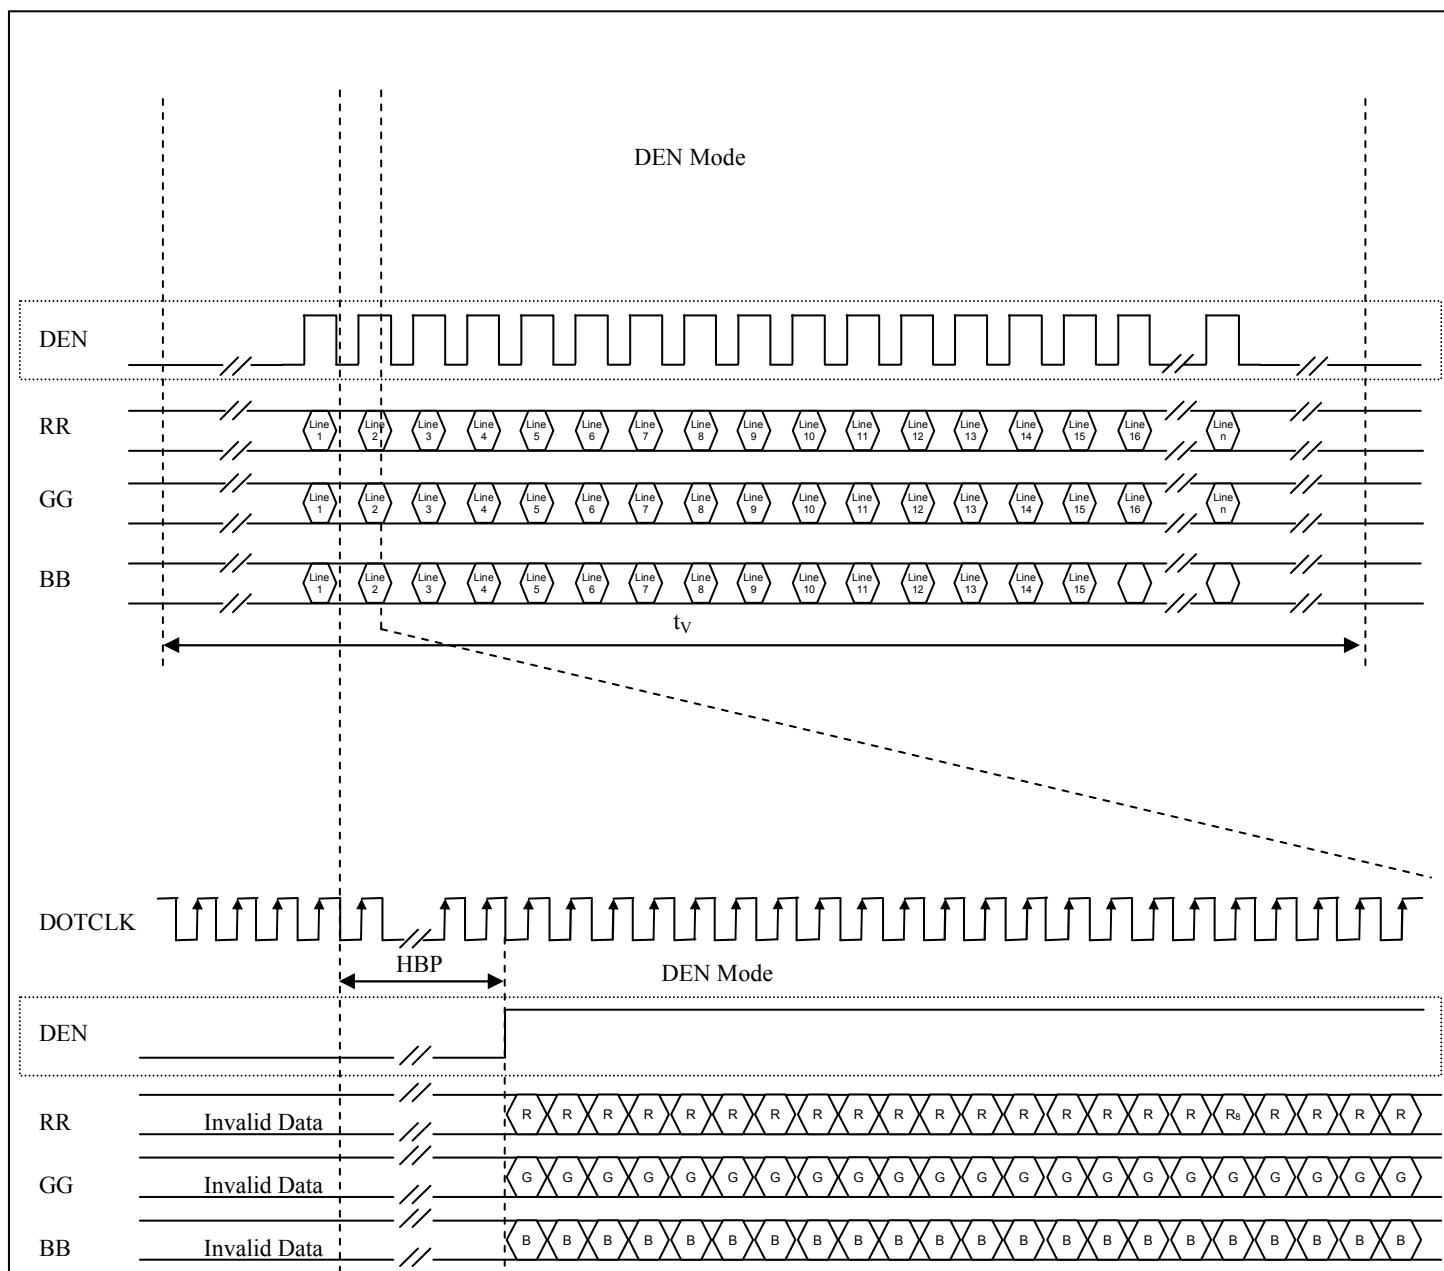 DEN Mode
DEN
RR Line 1 Line 2 Line 3 Line 4 Line 5 Line 6 Line 7 Line 8 Line 9 Line 10 Line 11 Line 12 Line 13 Line 14 Line 15 Line 16 Line n
GG Line 1 Line 2 Line 3 Line 4 Line 5 Line 6 Line 7 Line 8 Line 9 Line 10 Line 11 Line 12 Line 13 Line 14 Line 15 Line 16 Line n
BB Line 1 Line 2 Line 3 Line 4 Line 5 Line 6 Line 7 Line 8 Line 9 Line 10 Line 11 Line 12 Line 13 Line 14 Line 15
tV
DOTCLK
HBP DEN Mode
DEN
RR Invalid Data R R R R R R R R R R R R R R R R R R8 R R R R
GG Invalid Data G G G G G G G G G G G G G G G G G G G G G G
BB Invalid Data B B B B B B B B B B B B B B B B B B B B B B